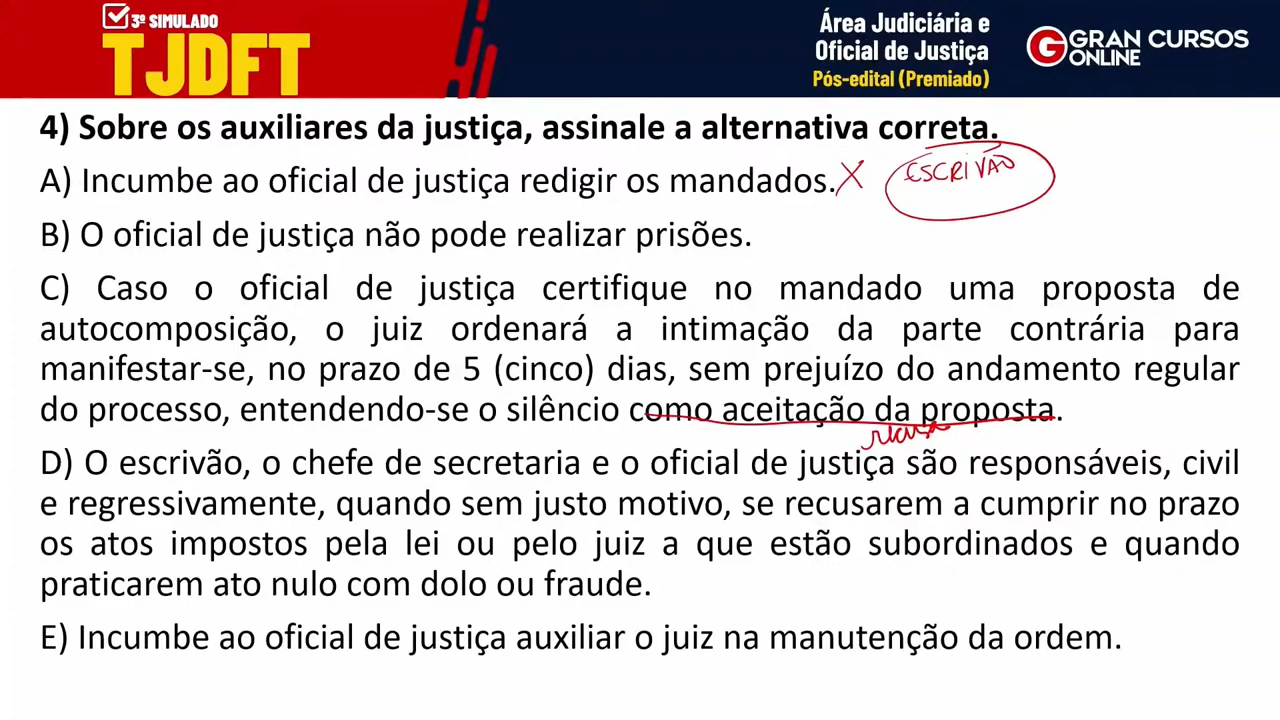 3º SIMULADO
TJDFT
Área Judiciária e
Oficial de Justiça
Pós-edital (Premiado)
GRAN CURSOS
ONLINE
4) Sobre os auxiliares da justiça, assinale a alternativa correta.
A) Incumbe ao oficial de justiça redigir os mandados. X ESCRIVÃO
B) O oficial de justiça não pode realizar prisões.
C) Caso o oficial de justiça certifique no mandado uma proposta de
autocomposição, o juiz ordenará a intimação da parte contrária para
manifestar-se, no prazo de 5 (cinco) dias, sem prejuízo do andamento regular
do processo, entendendo-se o silêncio como aceitação da proposta.
recusa
D) O escrivão, o chefe de secretaria e o oficial de justiça são responsáveis, civil
e regressivamente, quando sem justo motivo, se recusarem a cumprir no prazo
os atos impostos pela lei ou pelo juiz a que estão subordinados e quando
praticarem ato nulo com dolo ou fraude.
E) Incumbe ao oficial de justiça auxiliar o juiz na manutenção da ordem.